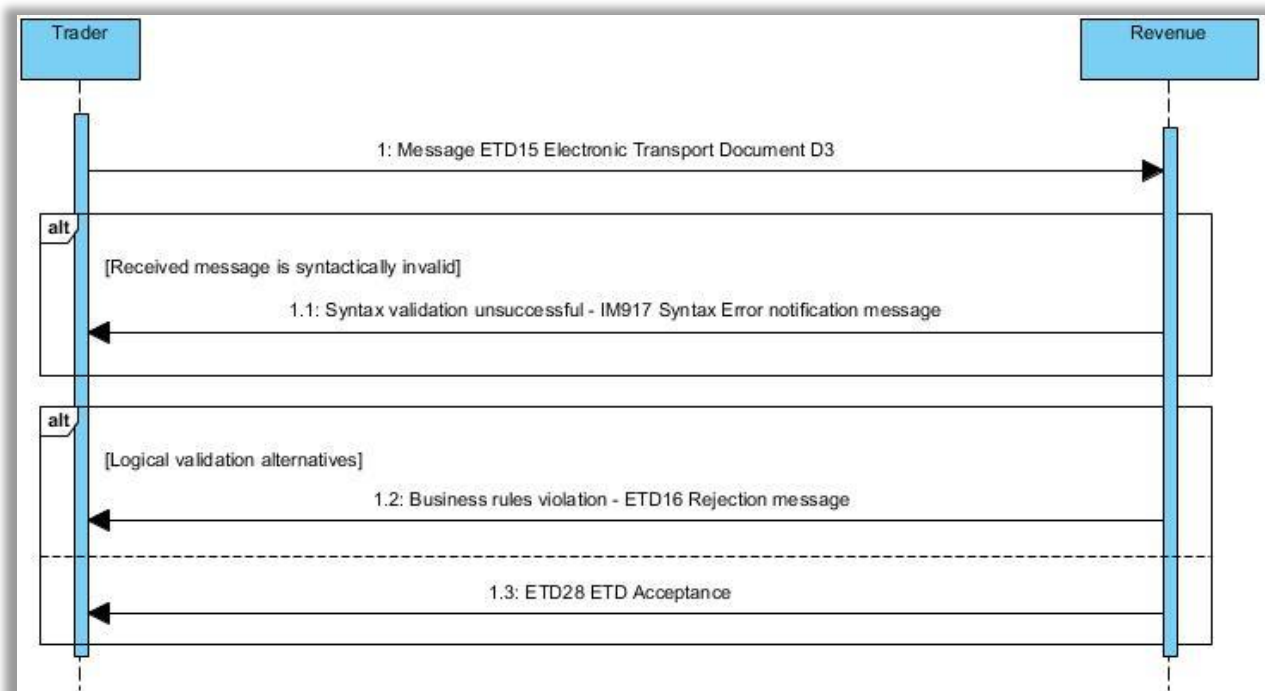 Trader
Revenue
1: Message ETD15 Electronic Transport Document D3
alt
[Received message is syntactically invalid]
1.1: Syntax validation unsuccessful - IM917 Syntax Error notification message
alt
[Logical validation alternatives]
1.2: Business rules violation - ETD16 Rejection message
1.3: ETD28 ETD Acceptance